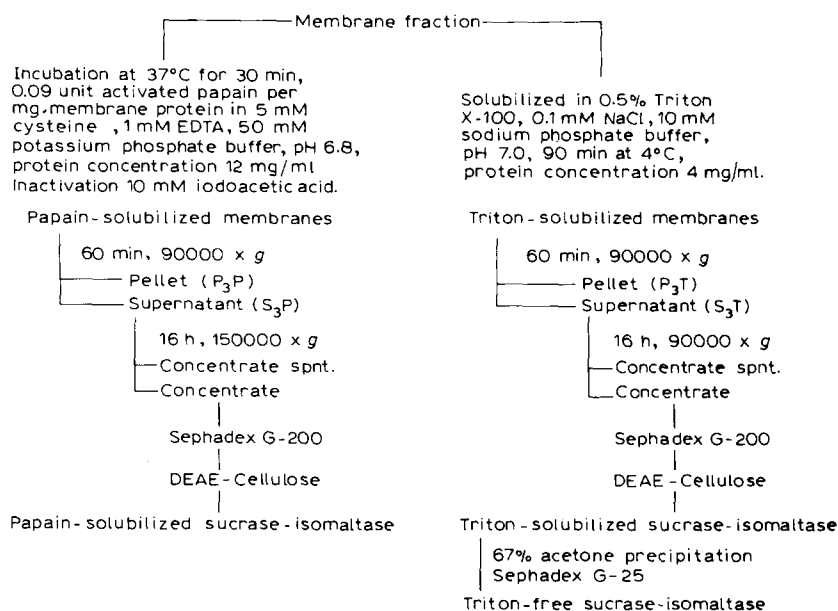 Membrane fraction
Incubation at 37°C for 30 min,
0.09 unit activated papain per
mg.membrane protein in 5 mM
cysteine , 1 mM EDTA, 50 mM
potassium phosphate buffer, pH 6.8,
protein concentration 12 mg/ml
Inactivation 10 mM iodoacetic acid.
Papain-solubilized membranes
60 min, 90000 x g
Pellet (P₃P)
Supernatant (S₃P)
16 h, 150000 x g
Concentrate spnt.
Concentrate
Sephadex G-200
DEAE-Cellulose
Papain-solubilized sucrase-isomaltase
Solubilized in 0.5% Triton
X-100, 0.1 mM NaCl, 10 mM
sodium phosphate buffer,
pH 7.0, 90 min at 4°C,
protein concentration 4 mg/ml.
Triton-solubilized membranes
60 min, 90000 x g
Pellet (P₃T)
Supernatant (S₃T)
16 h, 90000 x g
Concentrate spnt.
Concentrate
Sephadex G-200
DEAE-Cellulose
Triton-solubilized sucrase-isomaltase
67% acetone precipitation
Sephadex G-25
Triton-free sucrase-isomaltase